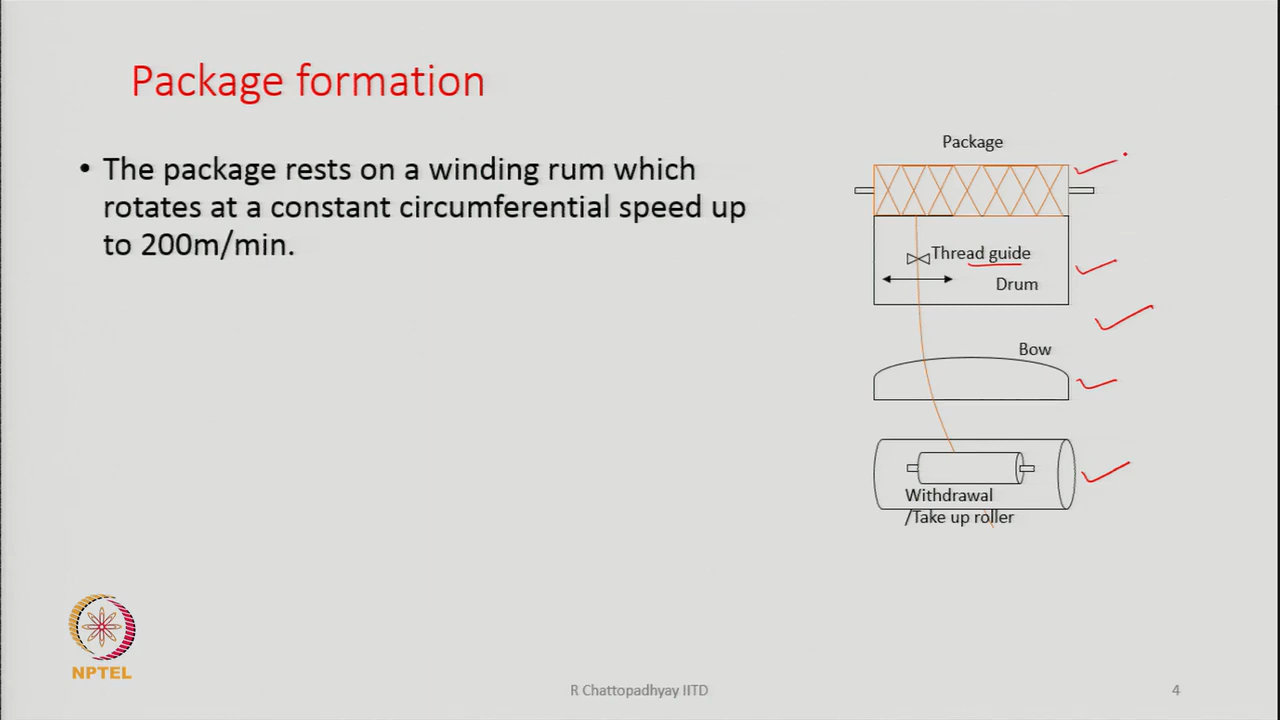 Package formation
• The package rests on a winding rum which
rotates at a constant circumferential speed up
to 200m/min.
Package
Thread guide
Drum
Bow
Withdrawal
/Take up roller
NPTEL
R Chattopadhyay IITD
4